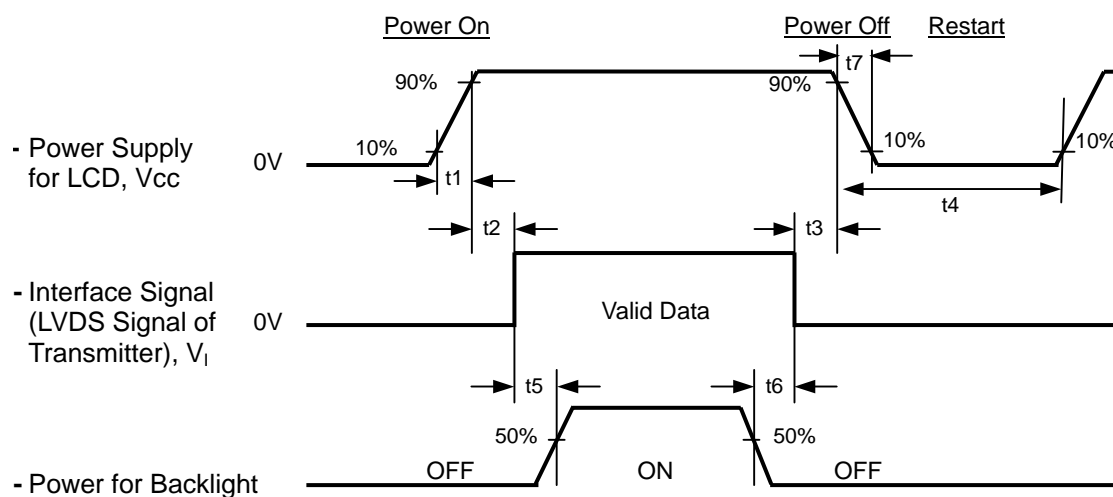 Power On
Power Off
Restart
t7
90%
90%
10%
10%
10%
- Power Supply
for LCD, Vcc
0V
t1
t4
t2
t3
- Interface Signal
(LVDS Signal of
Transmitter), VI
0V
Valid Data
t5
t6
50%
50%
- Power for Backlight
OFF
ON
OFF